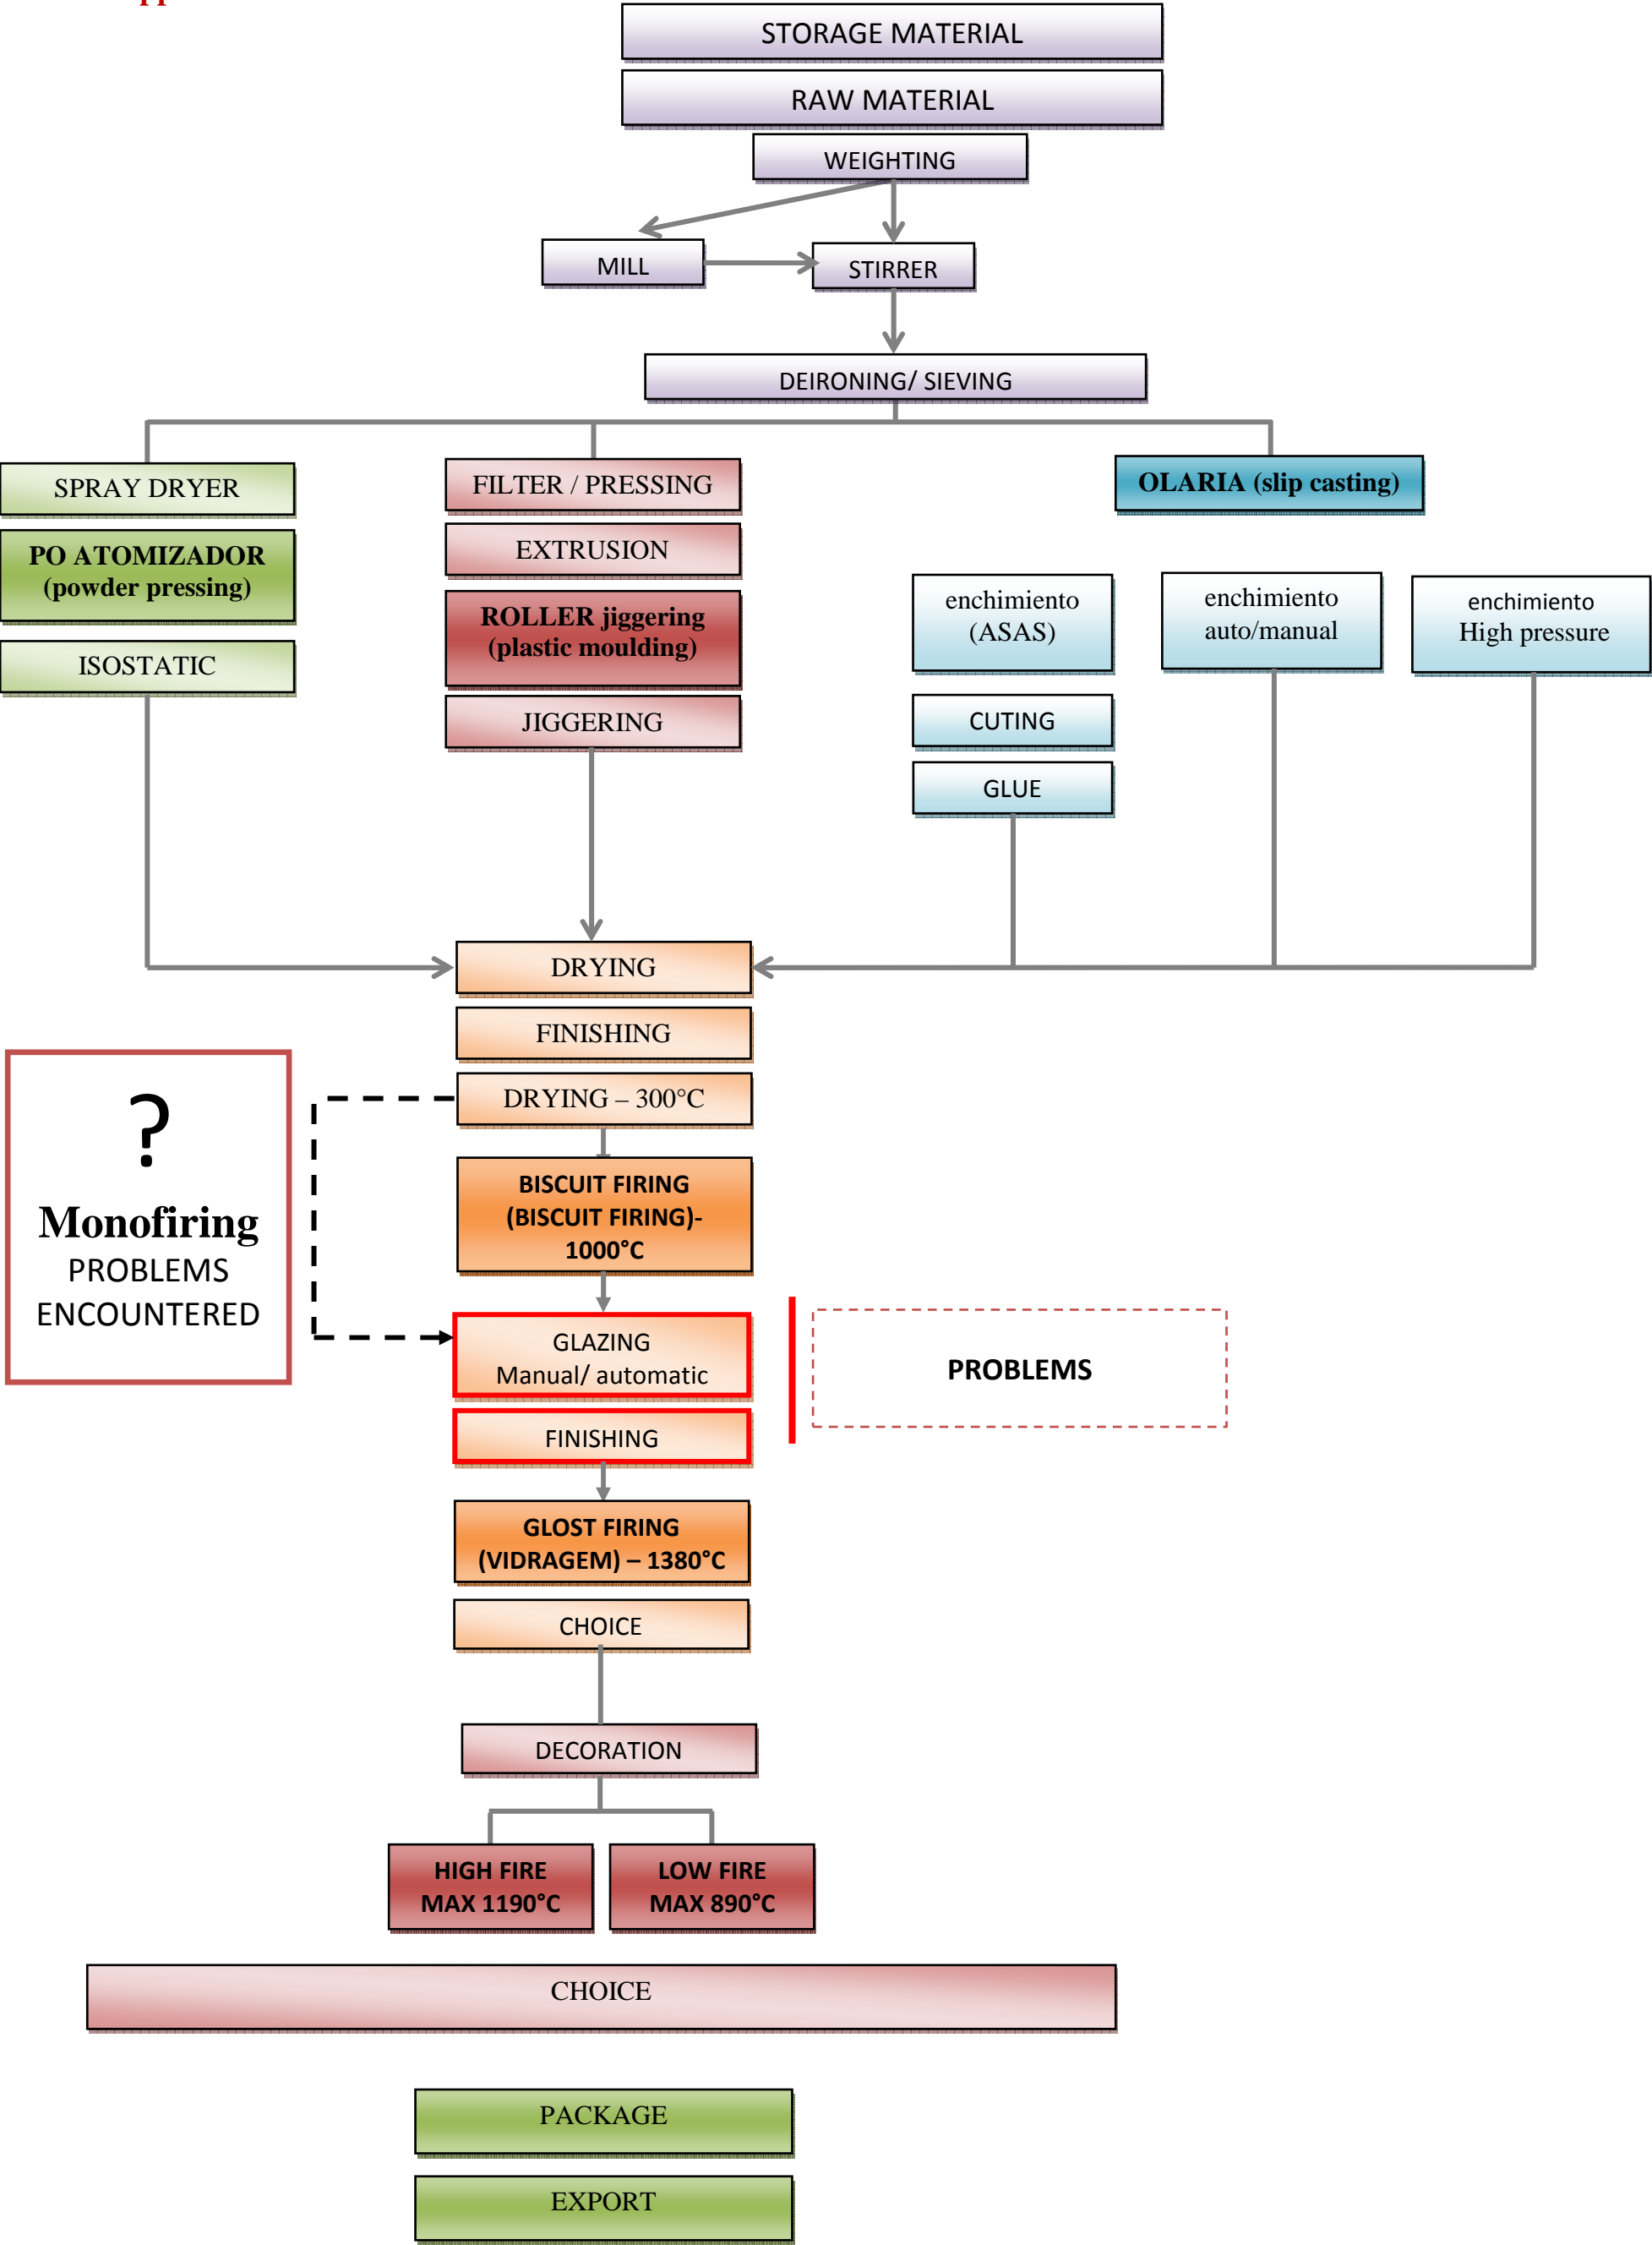 STORAGE MATERIAL
RAW MATERIAL
WEIGHTING
MILL
STIRRER
DEIRONING/ SIEVING
SPRAY DRYER
PO ATOMIZADOR
(powder pressing)
ISOSTATIC
FILTER / PRESSING
EXTRUSION
ROLLER jiggering
(plastic moulding)
JIGGERING
OLARIA (slip casting)
enchimiento
(ASAS)
CUTING
GLUE
enchimiento
auto/manual
enchimiento
High pressure
DRYING
FINISHING
DRYING – 300°C
BISCUIT FIRING
(BISCUIT FIRING)-
1000°C
?
Monofiring
PROBLEMS
ENCOUNTERED
GLAZING
Manual/ automatic
FINISHING
PROBLEMS
GLOST FIRING
(VIDRAGEM) – 1380°C
CHOICE
DECORATION
HIGH FIRE
MAX 1190°C
LOW FIRE
MAX 890°C
CHOICE
PACKAGE
EXPORT